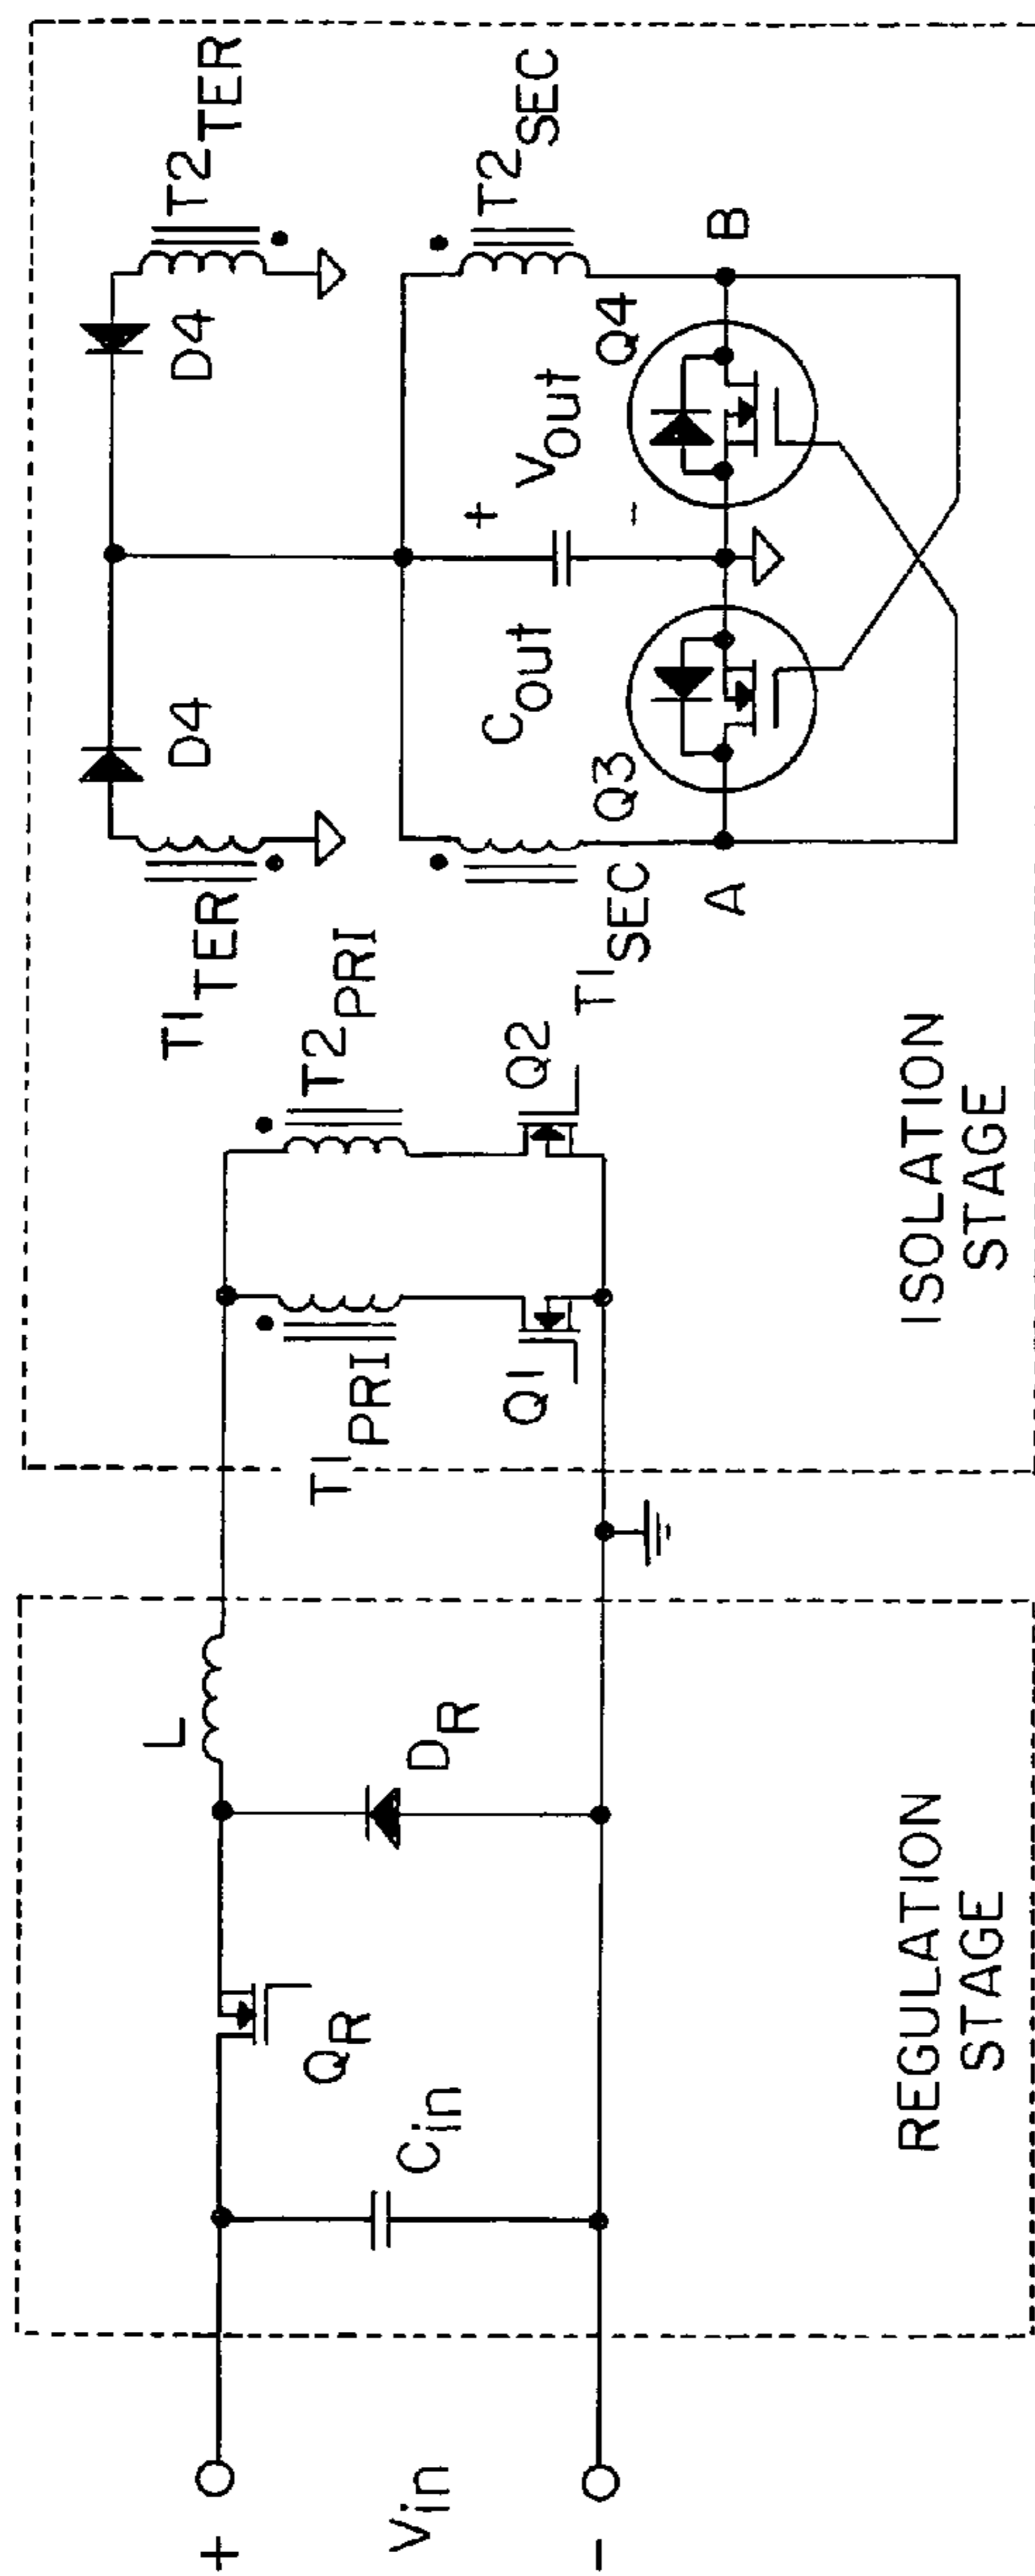 +
Vin
-
Cin
QR
DR
L
REGULATION
STAGE
T1PRI
T2PRI
Q1
Q2
T1TER
D4
D4
T2TER
T1SEC
T2SEC
Cout
+
Vout
-
Q3
Q4
A
B
ISOLATION
STAGE